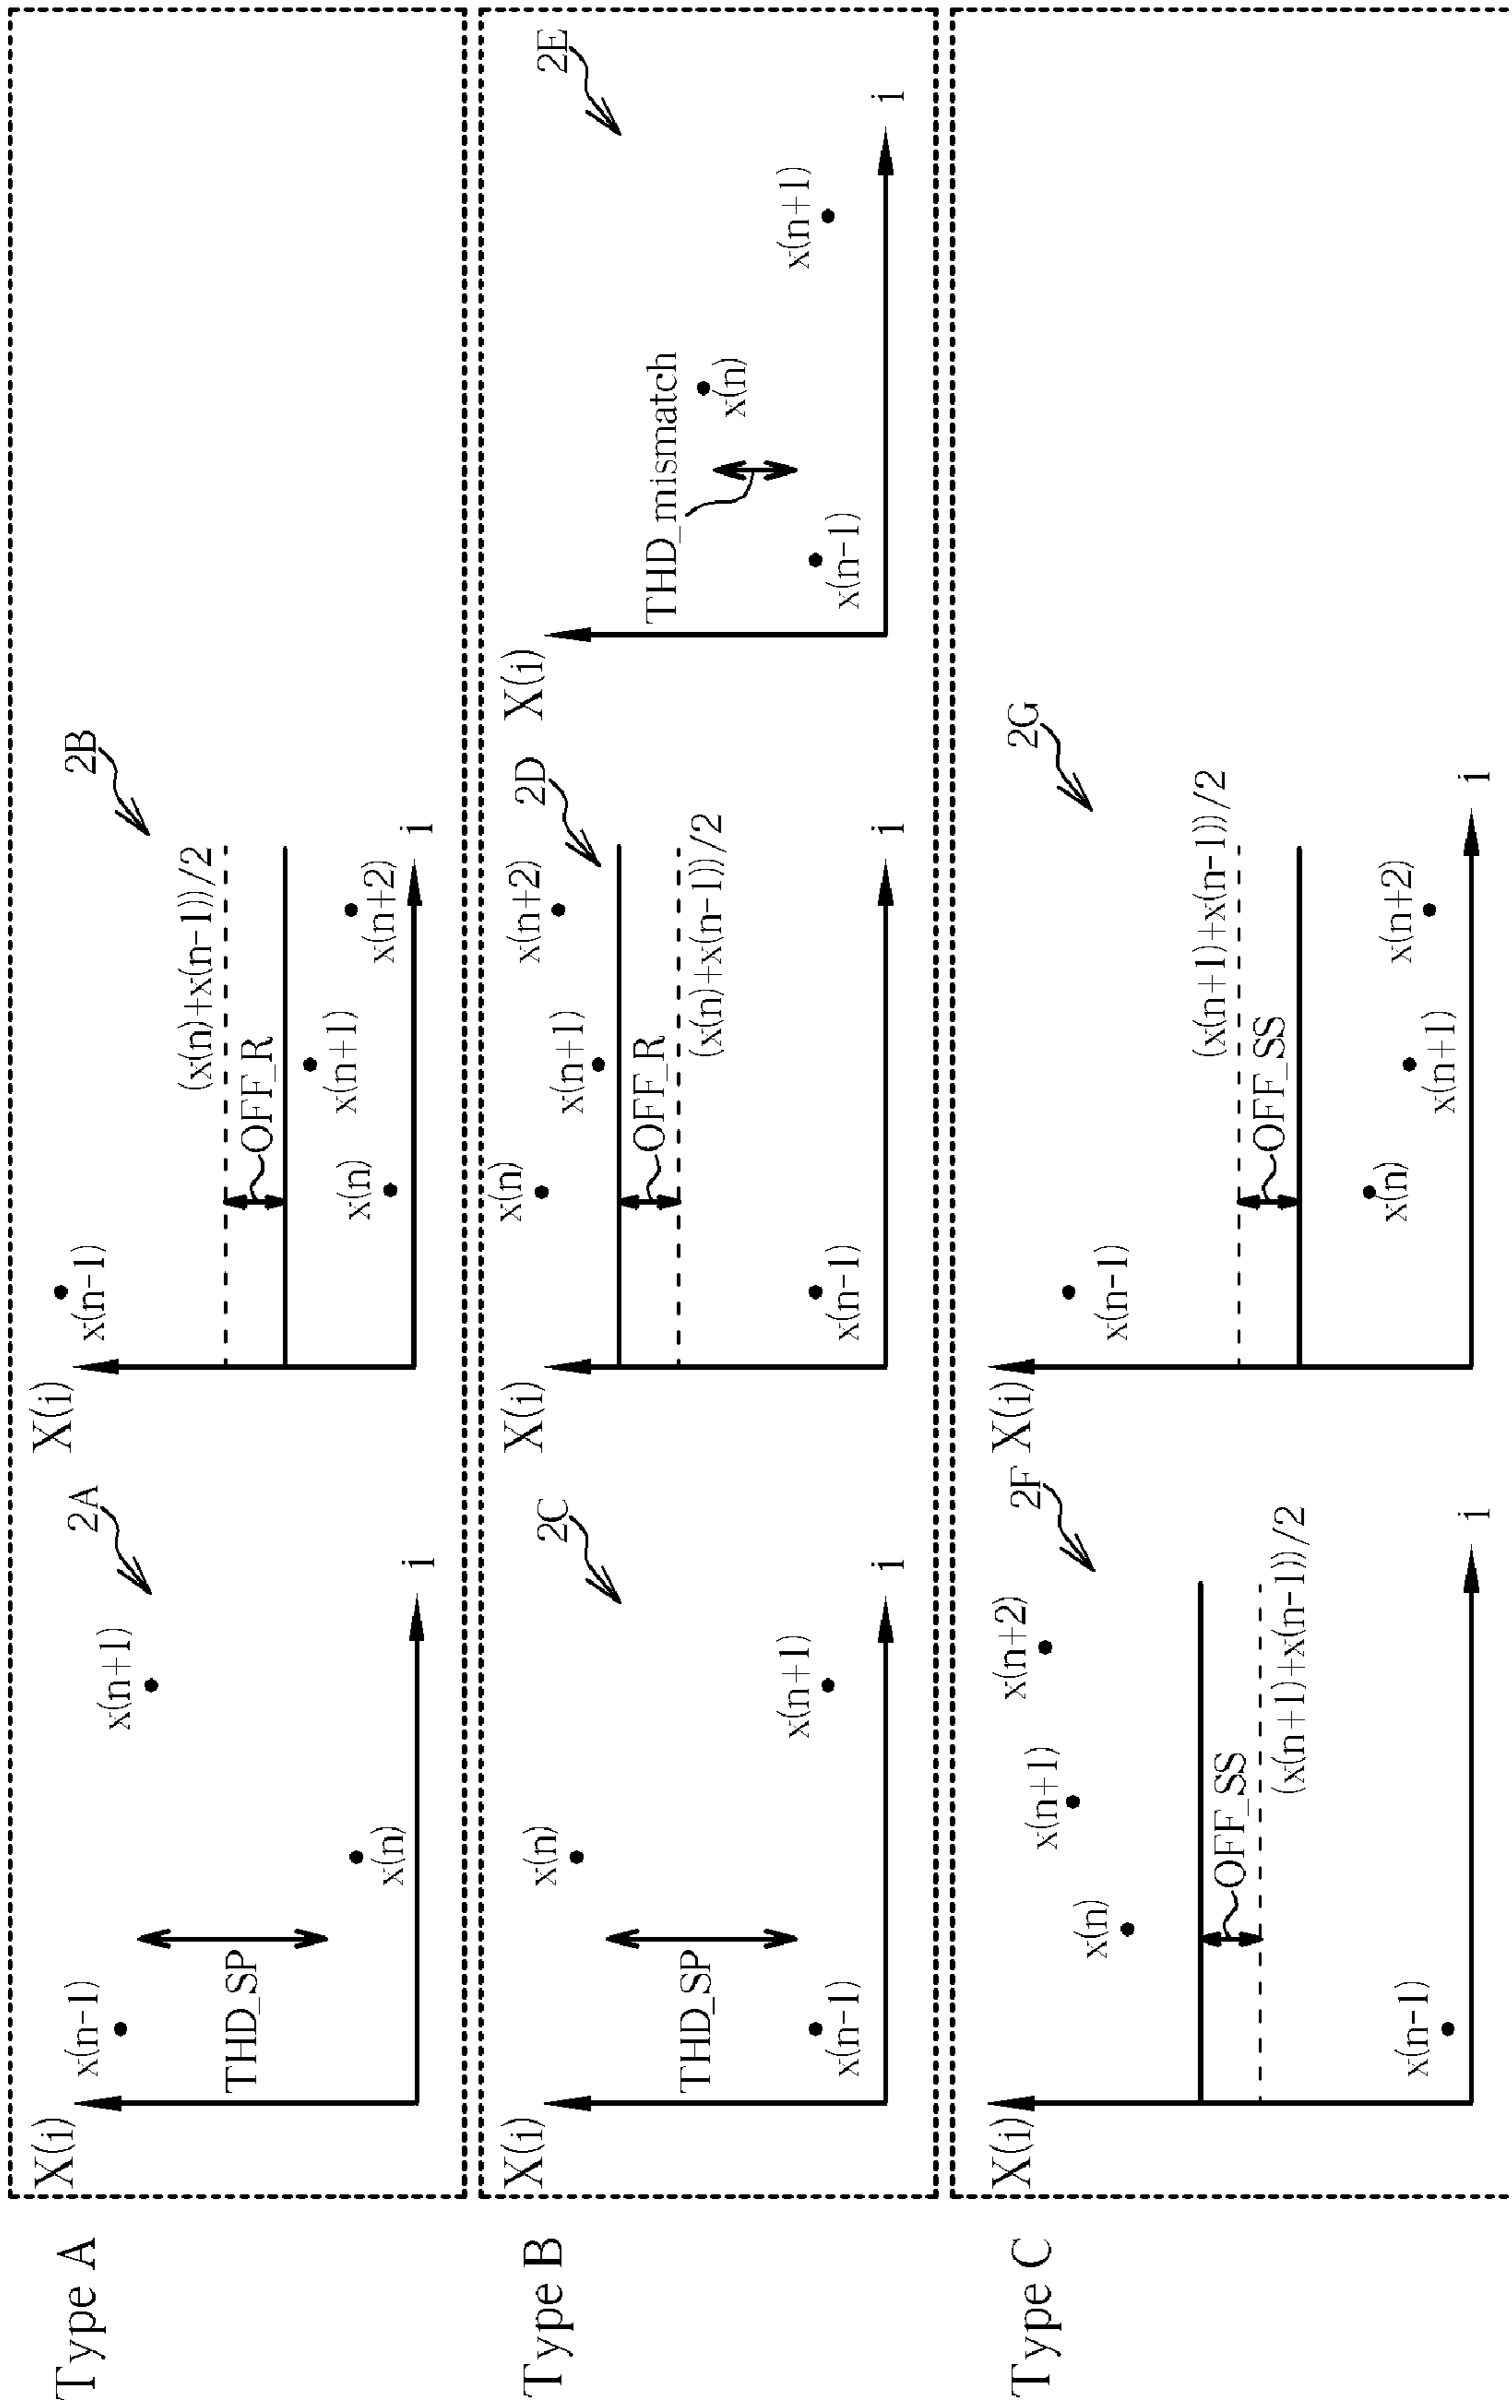 Type A
X(i)
x(n-1)
THD_SP
x(n)
x(n+1)
2A
i
X(i)
x(n-1)
(x(n)+x(n-1))/2
OFF_R
x(n)
x(n+1)
x(n+2)
2B
i
Type B
X(i)
x(n-1)
THD_SP
x(n)
x(n+1)
2C
i
X(i)
x(n-1)
x(n)
x(n+1)
x(n+2)
OFF_R
(x(n)+x(n-1))/2
2D
i
X(i)
THD_mismatch
x(n-1)
x(n)
x(n+1)
2E
i
Type C
X(i)
x(n-1)
x(n)
x(n+1)
x(n+2)
OFF_SS
(x(n+1)+x(n-1))/2
2F
i
X(i)
x(n-1)
(x(n+1)+x(n-1))/2
OFF_SS
x(n)
x(n+1)
x(n+2)
2G
i